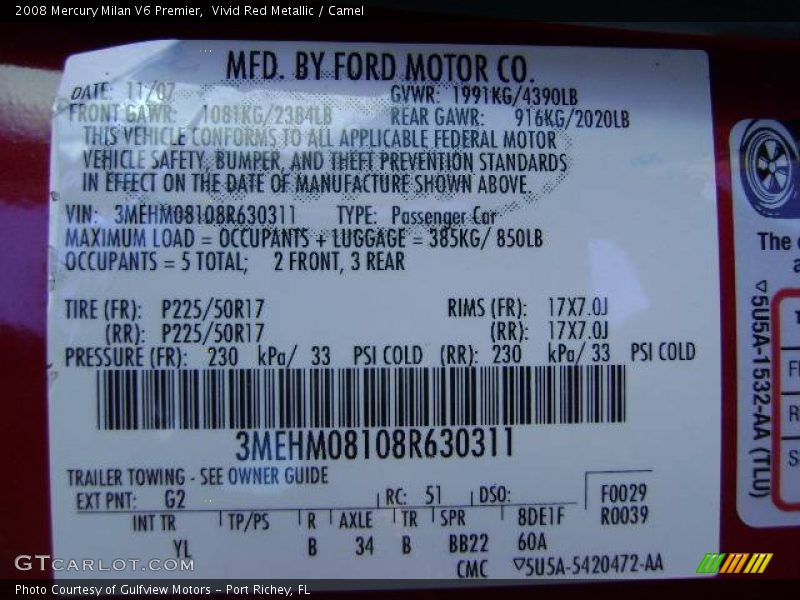 2008 Mercury Milan V6 Premier,  Vivid Red Metallic / Camel
MFD. BY FORD MOTOR CO.
DATE: 11/07 GVWR: 1991KG/4390LB
FRONT GAWR: 1081KG/2384LB REAR GAWR: 916KG/2020LB
THIS VEHICLE CONFORMS TO ALL APPLICABLE FEDERAL MOTOR
VEHICLE SAFETY, BUMPER, AND THEFT PREVENTION STANDARDS
IN EFFECT ON THE DATE OF MANUFACTURE SHOWN ABOVE.
VIN: 3MEHM08108R630311 TYPE: Passenger Car
MAXIMUM LOAD = OCCUPANTS + LUGGAGE = 385KG/ 850LB
OCCUPANTS = 5 TOTAL; 2 FRONT, 3 REAR
TIRE (FR): P225/50R17 RIMS (FR): 17X7.0J
(RR): P225/50R17 (RR): 17X7.0J
PRESSURE (FR): 230 kPa/ 33 PSI COLD (RR): 230 kPa/ 33 PSI COLD
3MEHM08108R630311
TRAILER TOWING - SEE OWNER GUIDE
EXT PNT: G2 RC: 51 DSO: F0029
INT TR TP/PS R AXLE TR SPR 8DE1F R0039
YL B 34 B BB22 60A
CMC ▽5U5A-5420472-AA
The
▽5U5A-1532-AA (TLU)
GTCARLOT.COM
Photo Courtesy of Gulfview Motors – Port Richey, FL